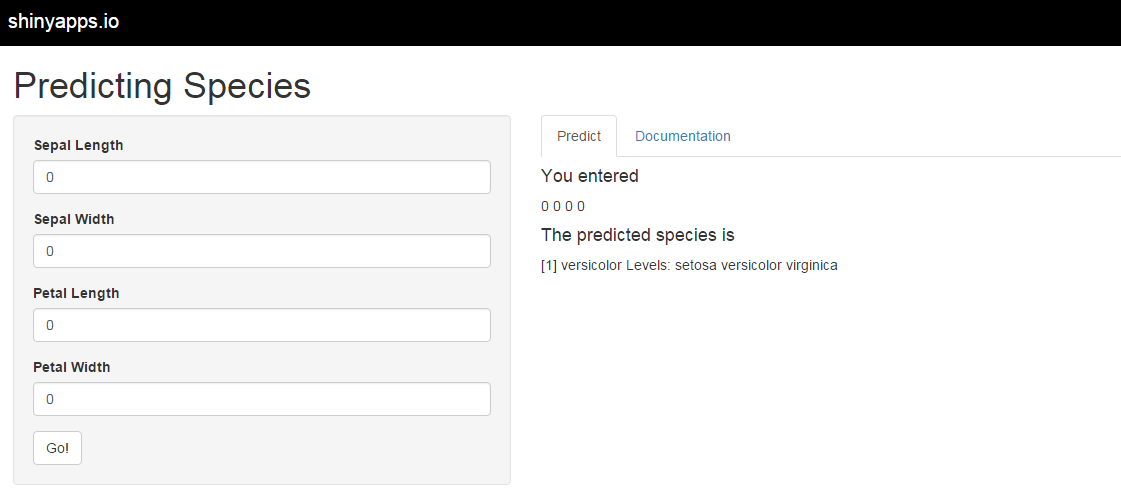 shinyapps.io
Predicting Species
Sepal Length
0
Sepal Width
0
Petal Length
0
Petal Width
0
Go!
Predict Documentation
You entered
0 0 0 0
The predicted species is
[1] versicolor Levels: setosa versicolor virginica